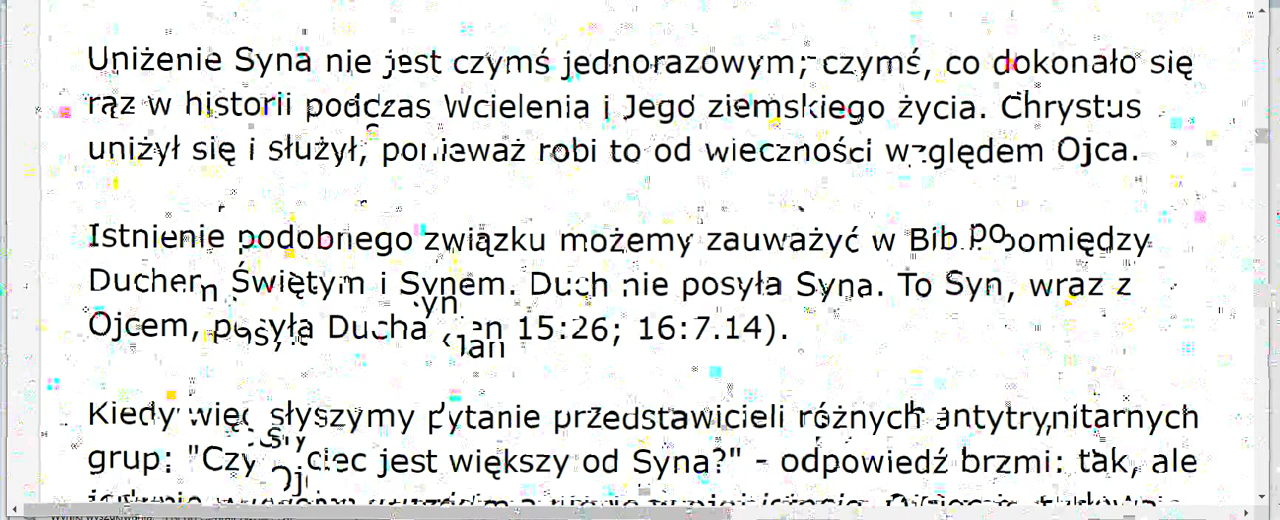 Uniżenie Syna nie jest czymś jednorazowym, czymś, co dokonało się
raz w historii podczas Wcielenia i Jego ziemskiego życia. Chrystus
uniżył się i służył, ponieważ robi to od wieczności względem Ojca.
Istnienie podobnego związku możemy zauważyć w Biblii pomiędzy
Duchem Świętym i Synem. Duch nie posyła Syna. To Syn, wraz z
Ojcem, posyła Ducha (Jan 15:26; 16:7.14).
Kiedy więc słyszymy pytanie przedstawicieli różnych antytrynitarnych
grup: "Czy Ojciec jest większy od Syna?" - odpowiedź brzmi: tak, ale